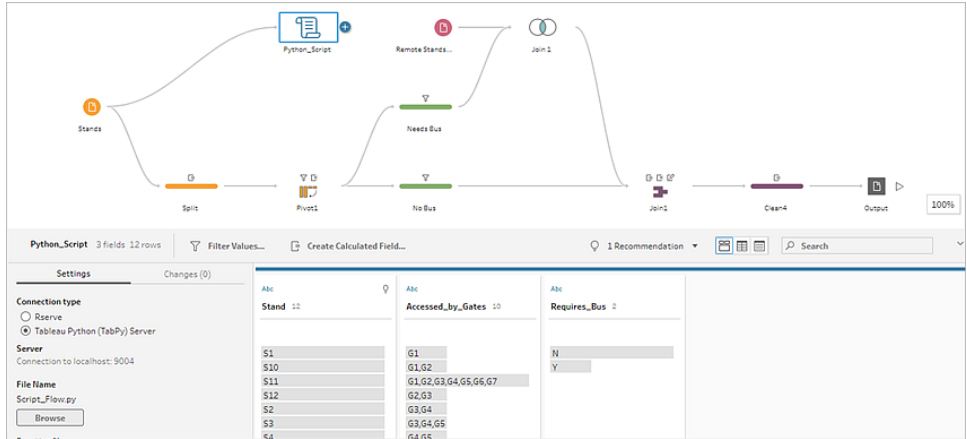 Python_Script
Remote Stands...
Join 1
Stands
Needs Bus
Split
Pivot1
No Bus
Join1
Clean4
Output
100%
Python_Script 3 fields 12 rows
Filter Values...
Create Calculated Field...
1 Recommendation
Search
Settings
Changes (0)
Connection type
Rserve
Tableau Python (TabPy) Server
Server
Connection to localhost: 9004
File Name
Script_Flow.py
Browse
Abc
Stand 12
S1
S10
S11
S12
S2
S3
S4
Abc
Accessed_by_Gates 10
G1
G1,G2
G1,G2,G3,G4,G5,G6,G7
G2,G3
G3,G4
G3,G4,G5
G4,G5
Abc
Requires_Bus 2
N
Y